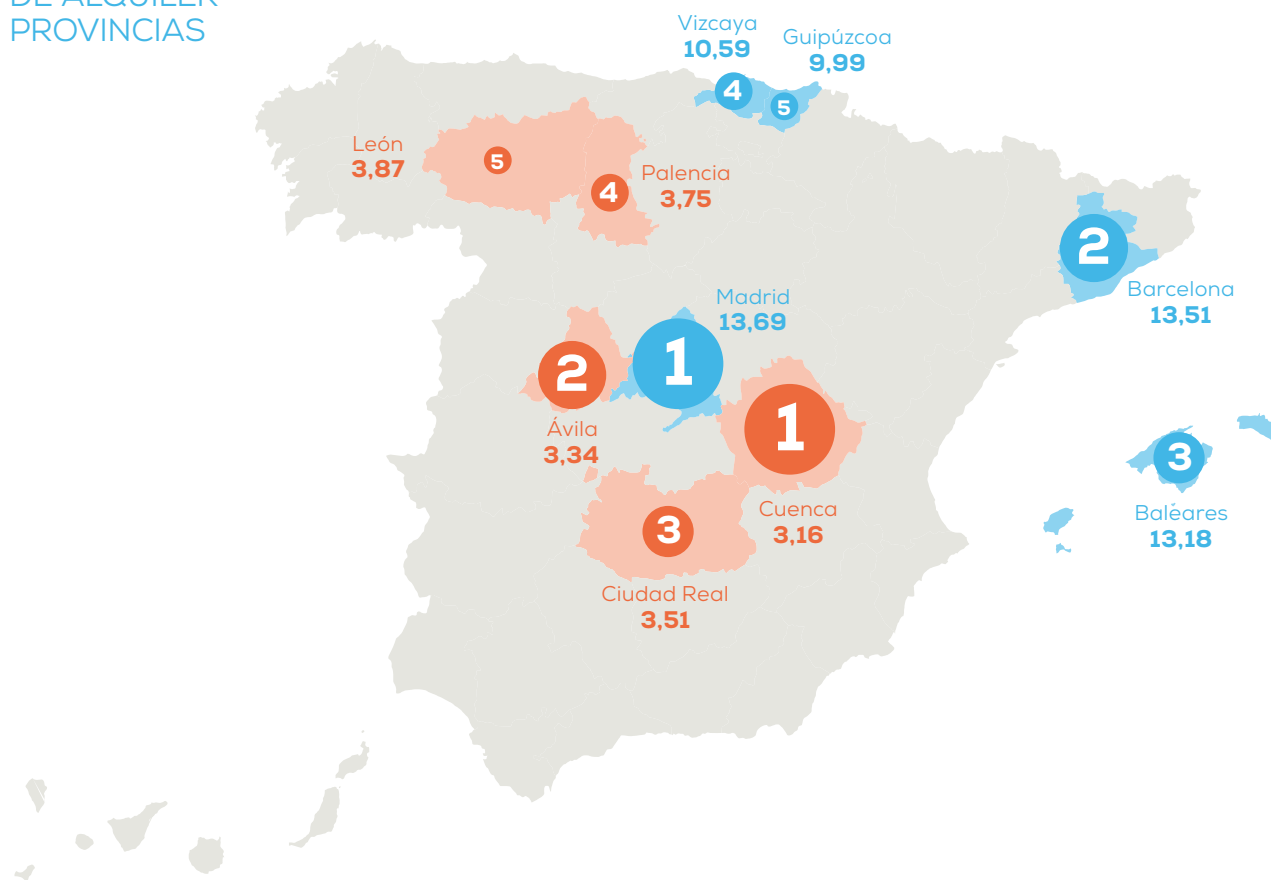 DE ALQUILER
PROVINCIAS
Vizcaya
10,59
Guipúzcoa
9,99
4
5
León
3,87
5
4
Palencia
3,75
2
Barcelona
13,51
Madrid
13,69
1
2
Ávila
3,34
1
Cuenca
3,16
3
Baleares
13,18
3
Ciudad Real
3,51